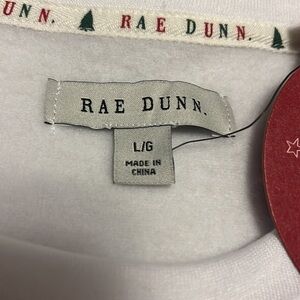 UNN. RAE DUNN.
RAE DUNN.
L/G
MADE IN
CHINA